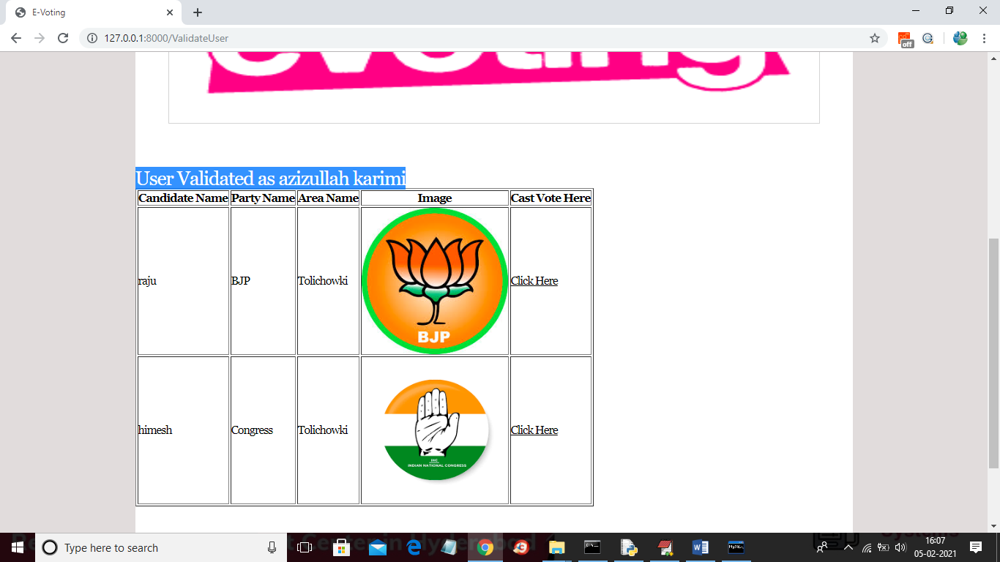 E-Voting
127.0.0.1:8000/ValidateUser
off
evoting
User Validated as azizullah karimi
Candidate Name Party Name Area Name Image Cast Vote Here
raju BJP Tolichowki Click Here
BJP
himesh Congress Tolichowki Click Here
INC
INDIAN NATIONAL CONGRESS
Type here to search
16:07
05-02-2021